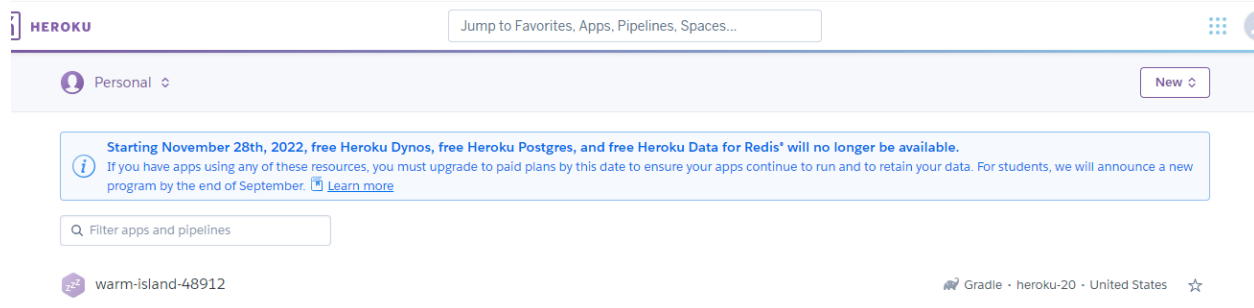 HEROKU
Jump to Favorites, Apps, Pipelines, Spaces...
Personal
New
Starting November 28th, 2022, free Heroku Dynos, free Heroku Postgres, and free Heroku Data for Redis® will no longer be available.
If you have apps using any of these resources, you must upgrade to paid plans by this date to ensure your apps continue to run and to retain your data. For students, we will announce a new
program by the end of September. Learn more
Filter apps and pipelines
warm-island-48912
Gradle · heroku-20 · United States